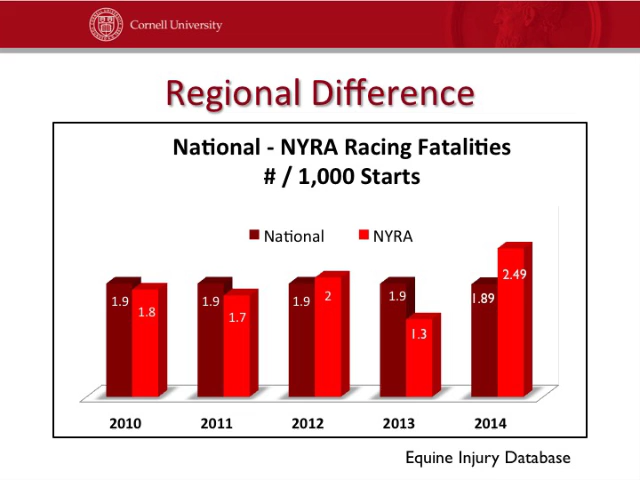 Cornell University
Regional Difference
National - NYRA Racing Fatalities
# / 1,000 Starts
National NYRA
1.9 1.8 1.9 1.7 1.9 2 1.9 1.3 1.89 2.49
2010 2011 2012 2013 2014
Equine Injury Database